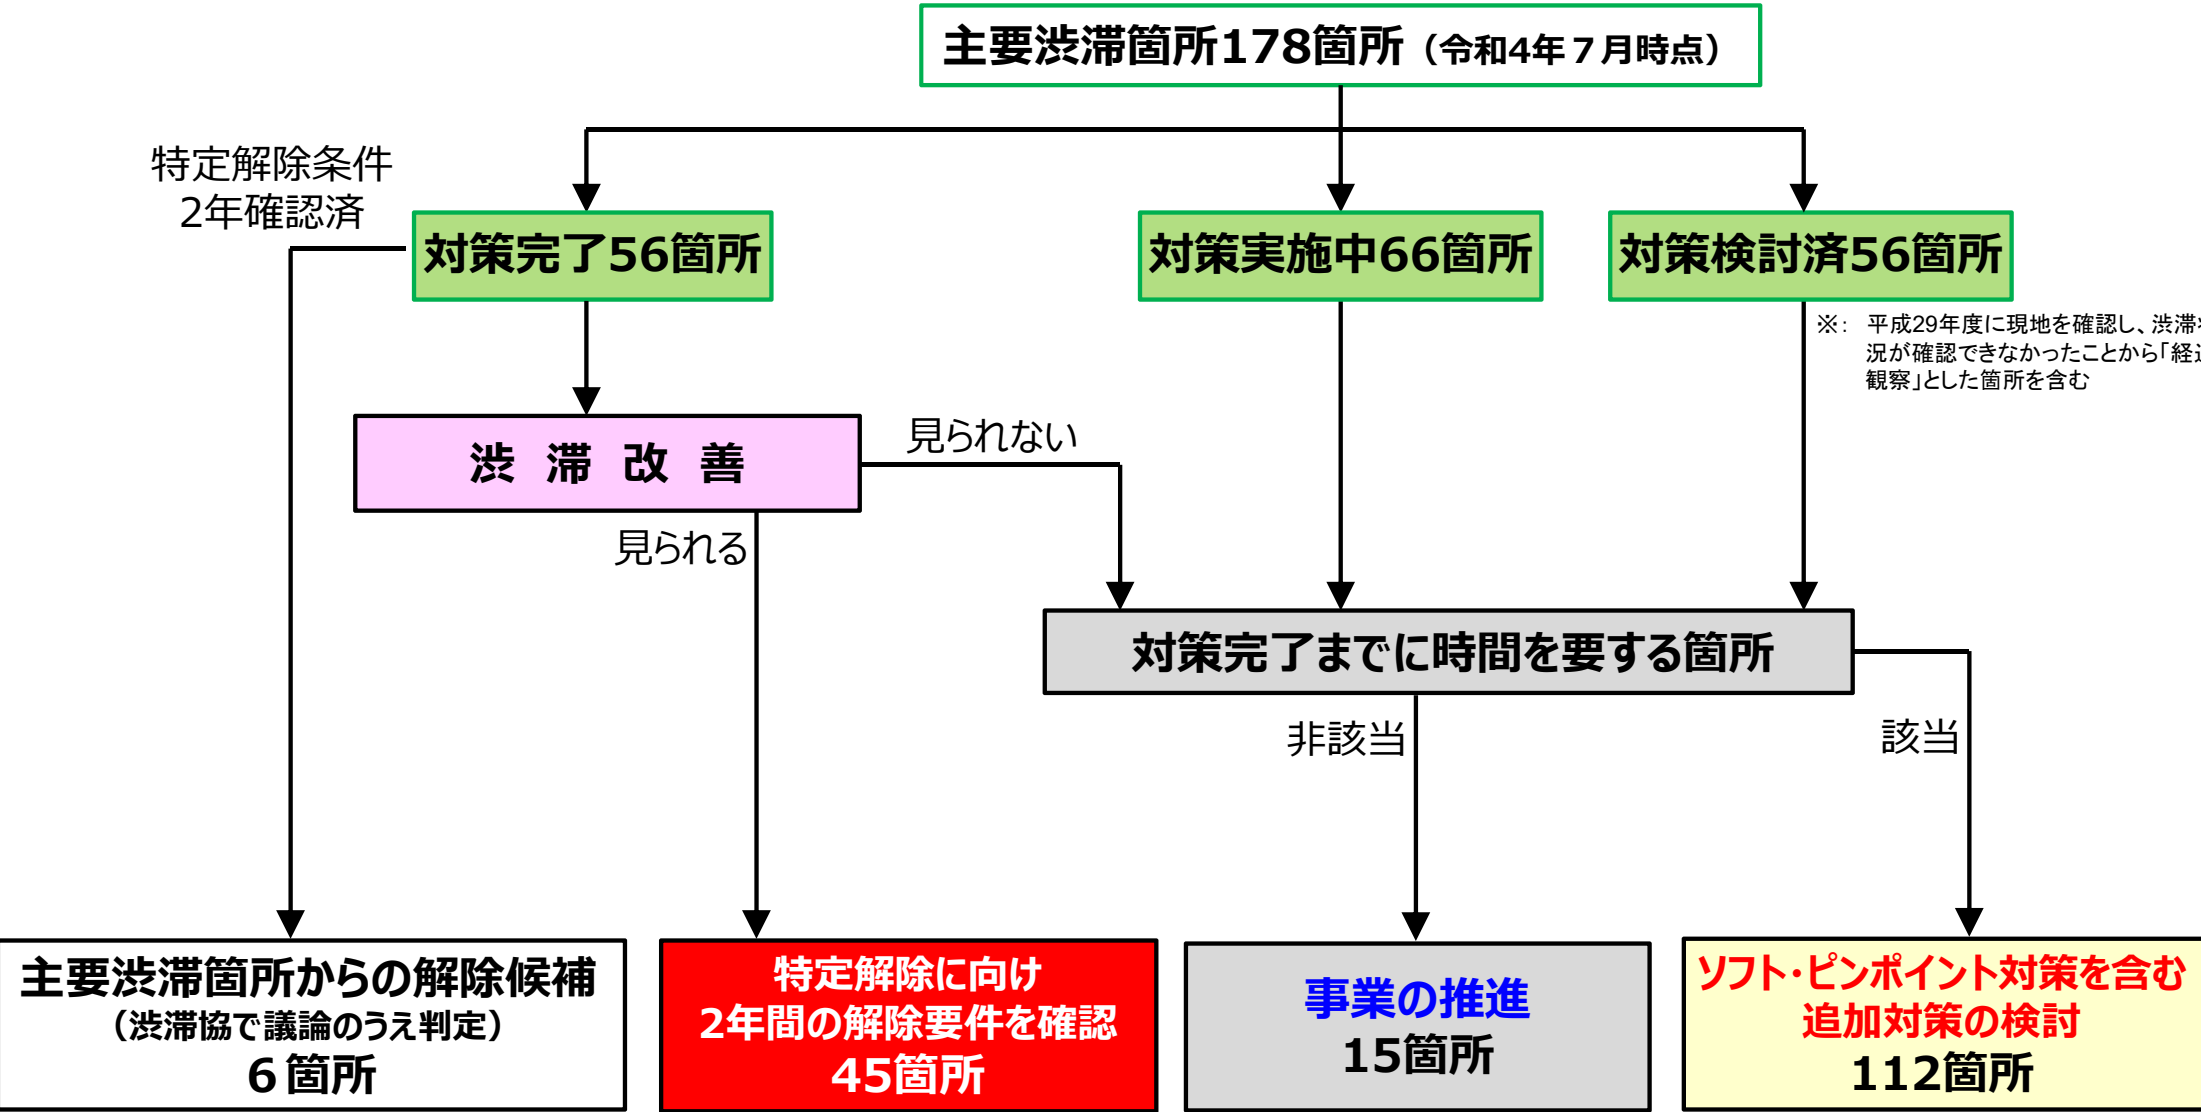 主要渋滞箇所178箇所（令和4年７月時点）
特定解除条件
2年確認済
対策完了56箇所
対策実施中66箇所
対策検討済56箇所
※： 平成29年度に現地を確認し、渋滞
況が確認できなかったことから「経
観察」とした箇所を含む
渋 滞 改 善
見られない
見られる
対策完了までに時間を要する箇所
非該当
該当
主要渋滞箇所からの解除候補
（渋滞協で議論のうえ判定）
６箇所
特定解除に向け
2年間の解除要件を確認
45箇所
事業の推進
15箇所
ソフト・ピンポイント対策を含む
追加対策の検討
112箇所